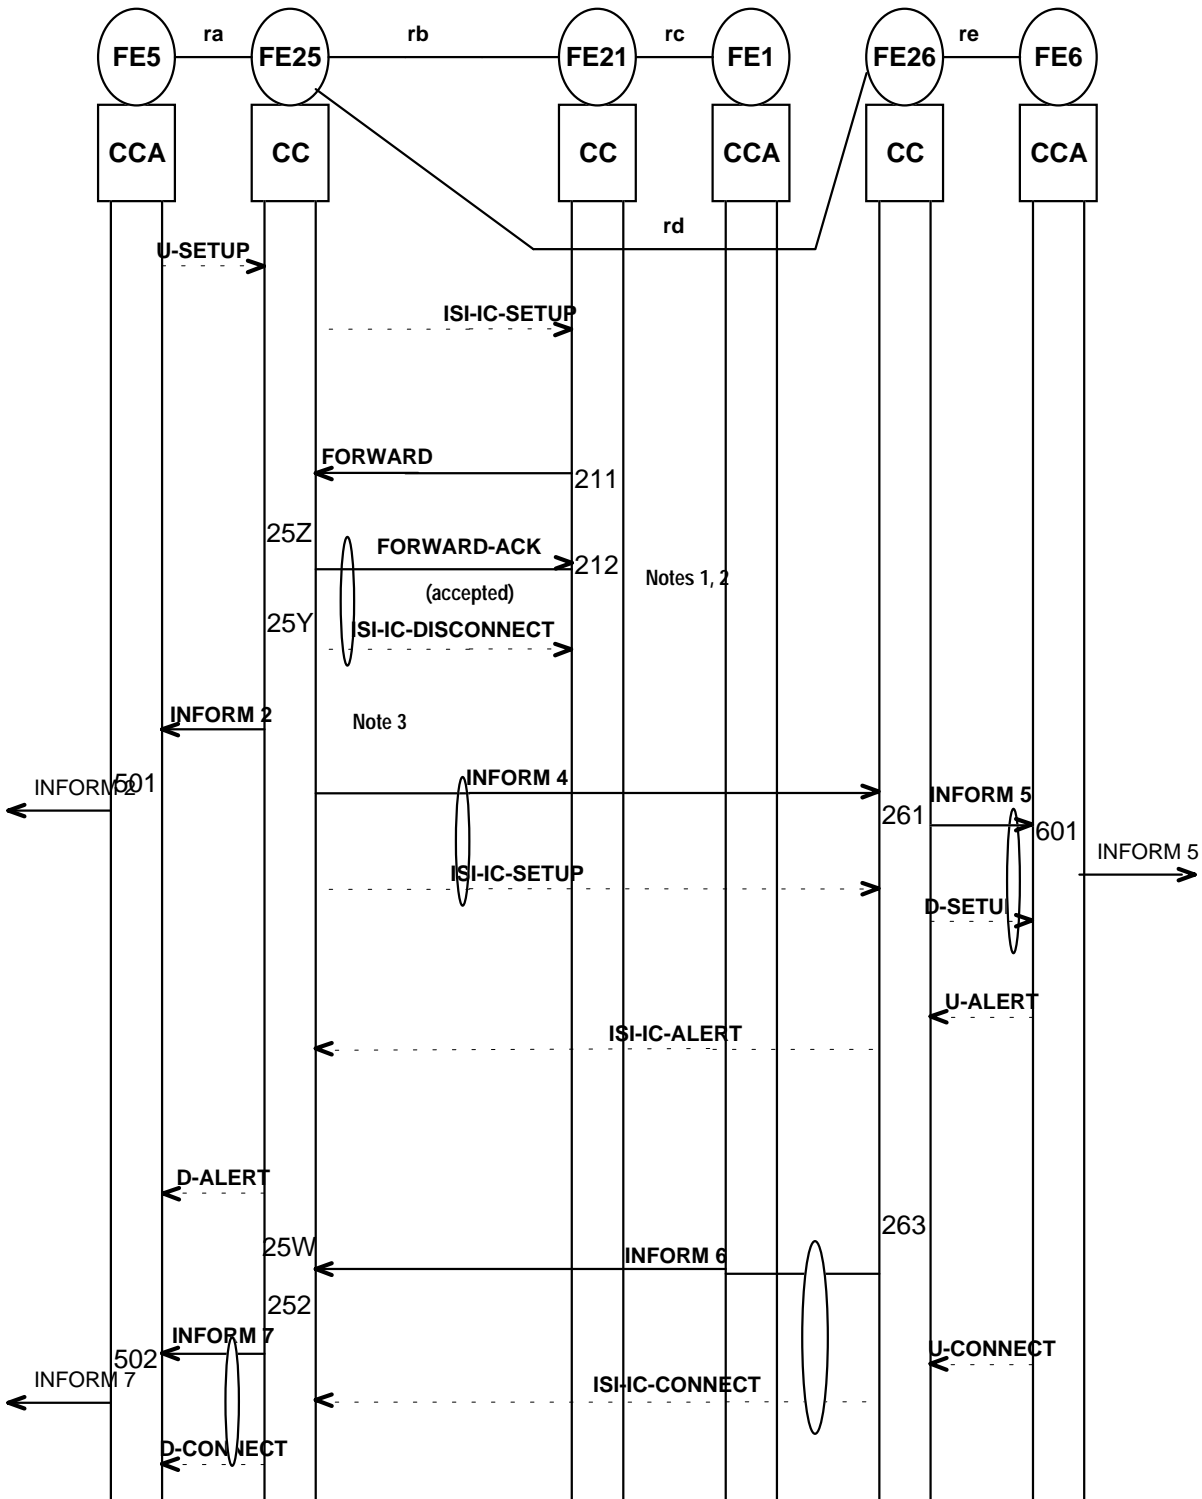 ra rb rc re
FE5 FE25 FE21 FE1 FE26 FE6
CCA CC CC CCA CC CCA
rd
U-SETUP
ISI-IC-SETUP
FORWARD
211
25Z
FORWARD-ACK
212
Notes 1, 2
(accepted)
25Y
ISI-IC-DISCONNECT
INFORM 2
Note 3
INFORM 4
501
INFORM 2
INFORM 5
261
601
INFORM 5
ISI-IC-SETUP
D-SETUP
U-ALERT
ISI-IC-ALERT
D-ALERT
263
25W
INFORM 6
252
INFORM 7
502
U-CONNECT
INFORM 7
ISI-IC-CONNECT
D-CONNECT